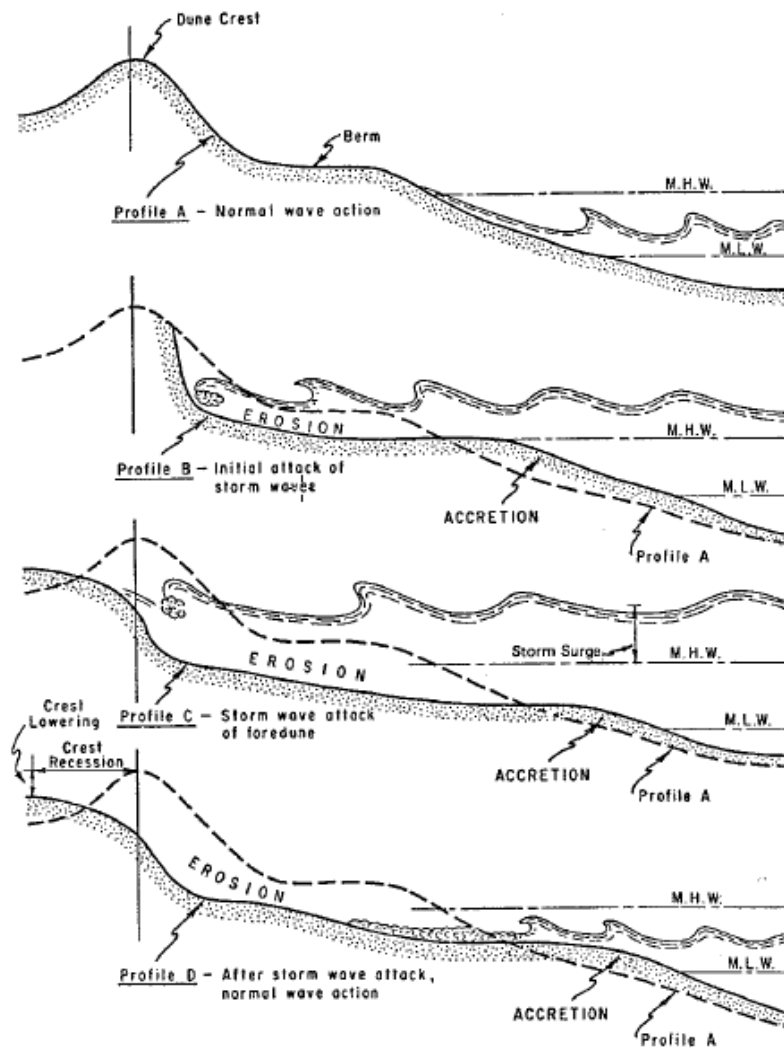 Dune Crest
Berm
M.H.W.
Profile A – Normal wave action
M.L.W.
EROSION
M.H.W.
Profile B – Initial attack of
storm waves
M.L.W.
ACCRETION
Profile A
Storm Surge
M.H.W.
EROSION
Profile C – Storm wave attack
of foredune
M.L.W.
Crest
Lowering
Crest
Recession
ACCRETION
Profile A
EROSION
M.H.W.
M.L.W.
Profile D – After storm wave attack,
normal wave action
ACCRETION
Profile A